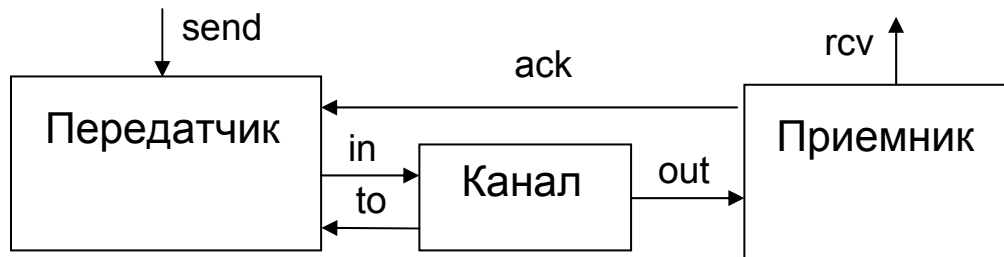 send
rcv
ack
Передатчик
Приемник
in
Канал
out
to